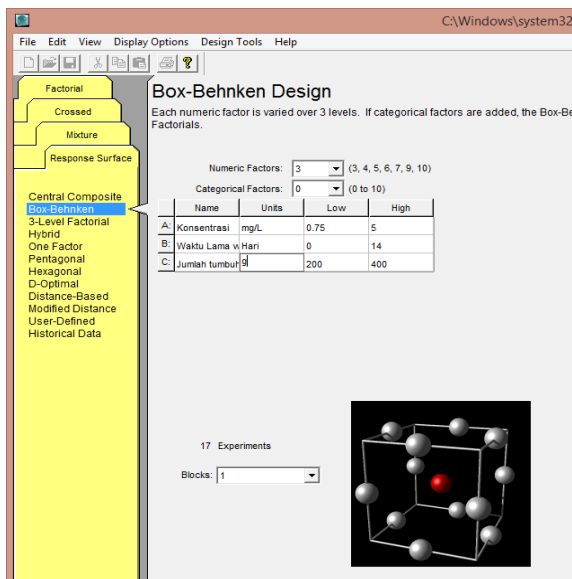 C:\Windows\system32
File Edit View Display Options Design Tools Help
Factorial
Crossed
Mixture
Response Surface
Central Composite
Box-Behnken
3-Level Factorial
Hybrid
One Factor
Pentagonal
Hexagonal
D-Optimal
Distance-Based
Modified Distance
User-Defined
Historical Data
Box-Behnken Design
Each numeric factor is varied over 3 levels. If categorical factors are added, the Box-Be
Factorials.
Numeric Factors: 3 (3, 4, 5, 6, 7, 9, 10)
Categorical Factors: 0 (0 to 10)
Name Units Low High
A: Konsentrasi mg/L 0.75 5
B: Waktu Lama w Hari 0 14
C: Jumlah tumbuh g 200 400
17 Experiments
Blocks: 1